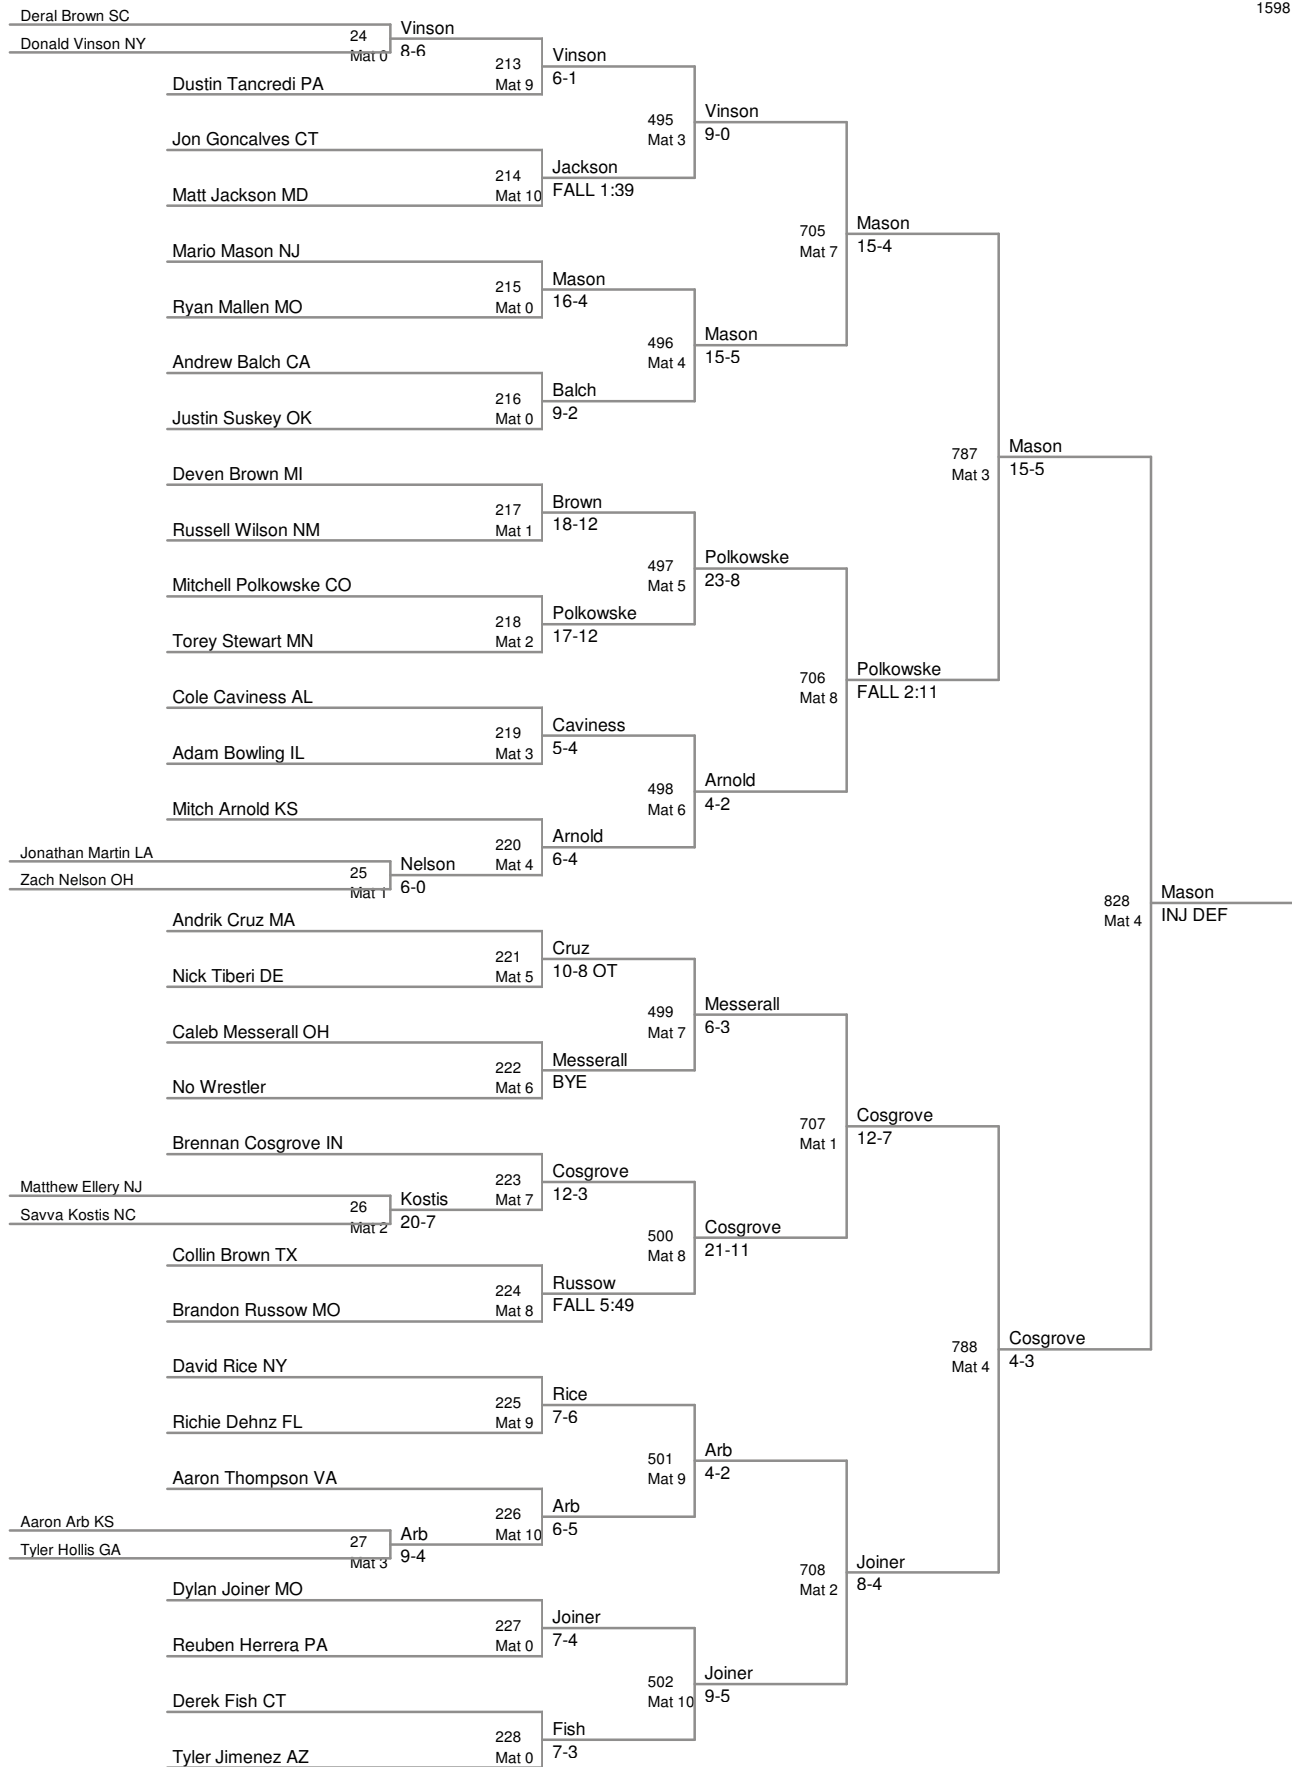 1598
Deral Brown SC
Donald Vinson NY
24
Mat 0
Vinson
8-6
Dustin Tancredi PA
213
Mat 9
Vinson
6-1
Jon Goncalves CT
Matt Jackson MD
214
Mat 10
Jackson
FALL 1:39
495
Mat 3
Vinson
9-0
Mario Mason NJ
Ryan Mallen MO
215
Mat 0
Mason
16-4
Andrew Balch CA
Justin Suskey OK
216
Mat 0
Balch
9-2
496
Mat 4
Mason
15-5
705
Mat 7
Mason
15-4
Deven Brown MI
Russell Wilson NM
217
Mat 1
Brown
18-12
Mitchell Polkowske CO
Torey Stewart MN
218
Mat 2
Polkowske
17-12
497
Mat 5
Polkowske
23-8
Cole Caviness AL
Adam Bowling IL
219
Mat 3
Caviness
5-4
Mitch Arnold KS
Jonathan Martin LA
Zach Nelson OH
25
Mat 1
Nelson
6-0
220
Mat 4
Arnold
6-4
498
Mat 6
Arnold
4-2
706
Mat 8
Polkowske
FALL 2:11
787
Mat 3
Mason
15-5
Andrik Cruz MA
Nick Tiberi DE
221
Mat 5
Cruz
10-8 OT
Caleb Messerall OH
No Wrestler
222
Mat 6
Messerall
BYE
499
Mat 7
Messerall
6-3
Brennan Cosgrove IN
Matthew Ellery NJ
Savva Kostis NC
26
Mat 2
Kostis
20-7
223
Mat 7
Cosgrove
12-3
Collin Brown TX
Brandon Russow MO
224
Mat 8
Russow
FALL 5:49
500
Mat 8
Cosgrove
21-11
707
Mat 1
Cosgrove
12-7
David Rice NY
Richie Dehnz FL
225
Mat 9
Rice
7-6
Aaron Thompson VA
Aaron Arb KS
Tyler Hollis GA
27
Mat 3
Arb
9-4
226
Mat 10
Arb
6-5
501
Mat 9
Arb
4-2
Dylan Joiner MO
Reuben Herrera PA
227
Mat 0
Joiner
7-4
Derek Fish CT
Tyler Jimenez AZ
228
Mat 0
Fish
7-3
502
Mat 10
Joiner
9-5
708
Mat 2
Joiner
8-4
788
Mat 4
Cosgrove
4-3
828
Mat 4
Mason
INJ DEF